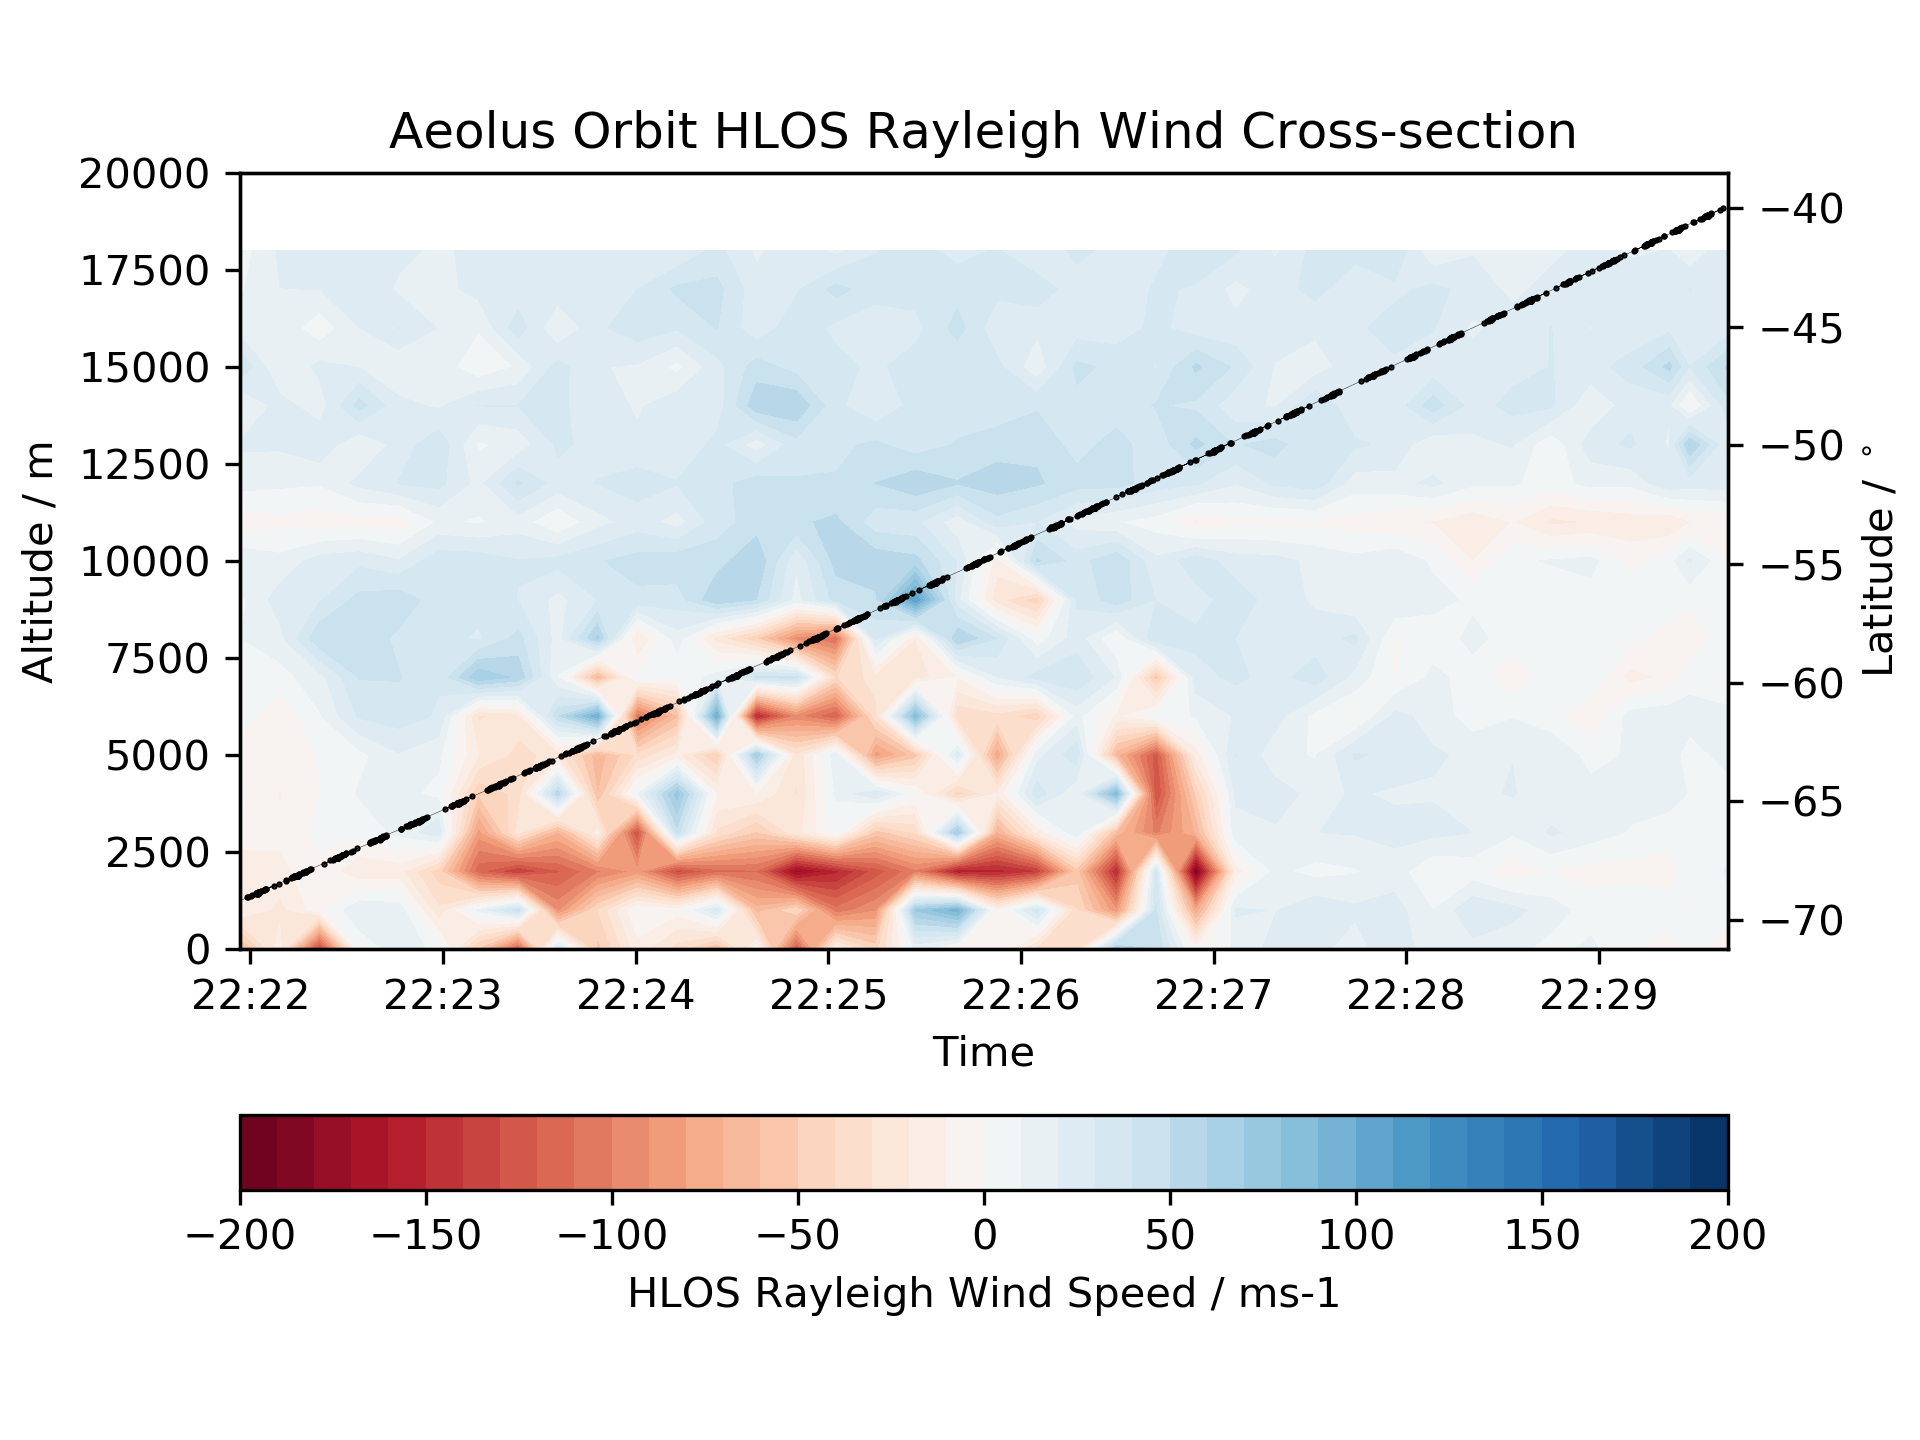 Aeolus Orbit HLOS Rayleigh Wind Cross-section
20000
17500
15000
12500
10000
7500
5000
2500
0
Altitude / m
−40
−45
−50
−55
−60
−65
−70
Latitude / °
22:22 22:23 22:24 22:25 22:26 22:27 22:28 22:29
Time
−200 −150 −100 −50 0 50 100 150 200
HLOS Rayleigh Wind Speed / ms-1